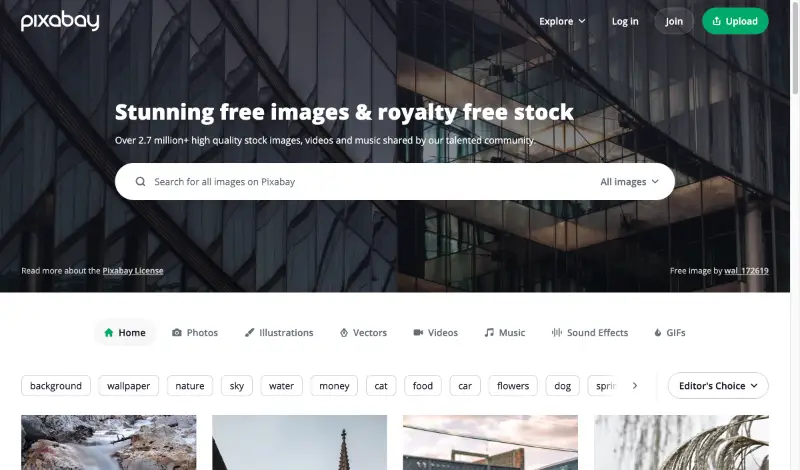 pixabay
Explore Log in Join Upload
Stunning free images & royalty free stock
Over 2.7 million+ high quality stock images, videos and music shared by our talented community.
Search for all images on Pixabay All images
Read more about the Pixabay License Free image by wal_172619
Home Photos Illustrations Vectors Videos Music Sound Effects GIFs
background wallpaper nature sky water money cat food car flowers dog Editor's Choice